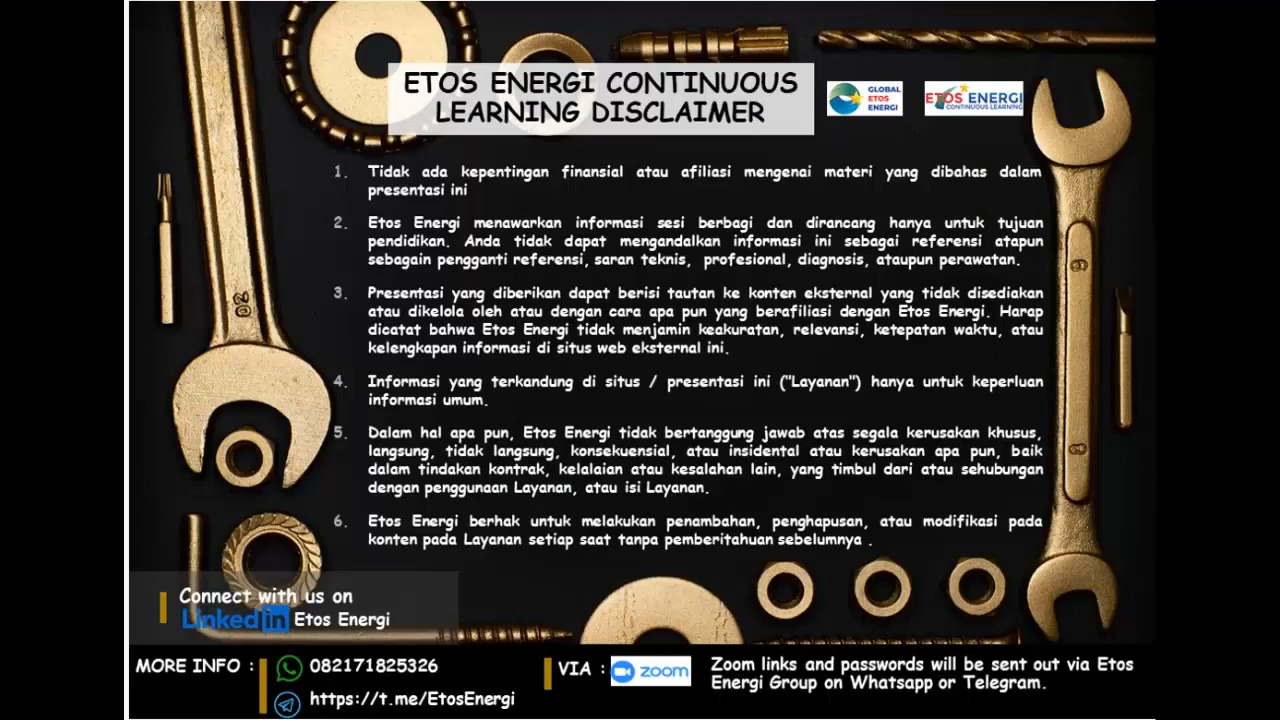 ETOS ENERGI CONTINUOUS
LEARNING DISCLAIMER
GLOBAL
ETOS
ENERGI
ETOS ENERGI
CONTINUOUS LEARNING
1. Tidak ada kepentingan finansial atau afiliasi mengenai materi yang dibahas dalam
presentasi ini
2. Etos Energi menawarkan informasi sesi berbagi dan dirancang hanya untuk tujuan
pendidikan. Anda tidak dapat mengandalkan informasi ini sebagai referensi atapun
sebagain pengganti referensi, saran teknis, profesional, diagnosis, ataupun perawatan.
3. Presentasi yang diberikan dapat berisi tautan ke konten eksternal yang tidak disediakan
atau dikelola oleh atau dengan cara apa pun yang berafiliasi dengan Etos Energi. Harap
dicatat bahwa Etos Energi tidak menjamin keakuratan, relevansi, ketepatan waktu, atau
kelengkapan informasi di situs web eksternal ini.
4. Informasi yang terkandung di situs / presentasi ini ("Layanan") hanya untuk keperluan
informasi umum.
5. Dalam hal apa pun, Etos Energi tidak bertanggung jawab atas segala kerusakan khusus,
langsung, tidak langsung, konsekuensial, atau insidental atau kerusakan apa pun, baik
dalam tindakan kontrak, kelalaian atau kesalahan lain, yang timbul dari atau sehubungan
dengan penggunaan Layanan, atau isi Layanan.
6. Etos Energi berhak untuk melakukan penambahan, penghapusan, atau modifikasi pada
konten pada Layanan setiap saat tanpa pemberitahuan sebelumnya .
Connect with us on
Linked in Etos Energi
MORE INFO : 082171825326
https://t.me/EtosEnergi
VIA : zoom
Zoom links and passwords will be sent out via Etos
Energi Group on Whatsapp or Telegram.